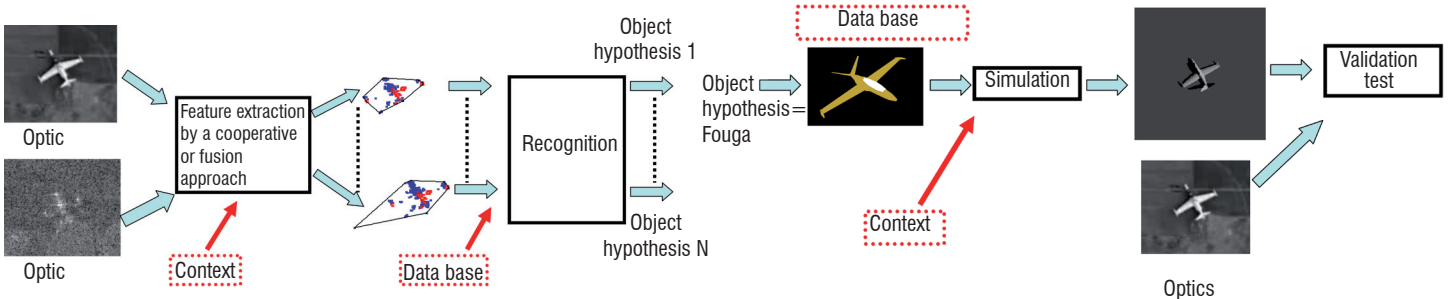 Optic
Optic
Feature extraction
by a cooperative
or fusion
approach
Context
Data base
Recognition
Object
hypothesis 1
Object
hypothesis N
Object
hypothesis=
Fouga
Data base
Simulation
Context
Validation
test
Optics